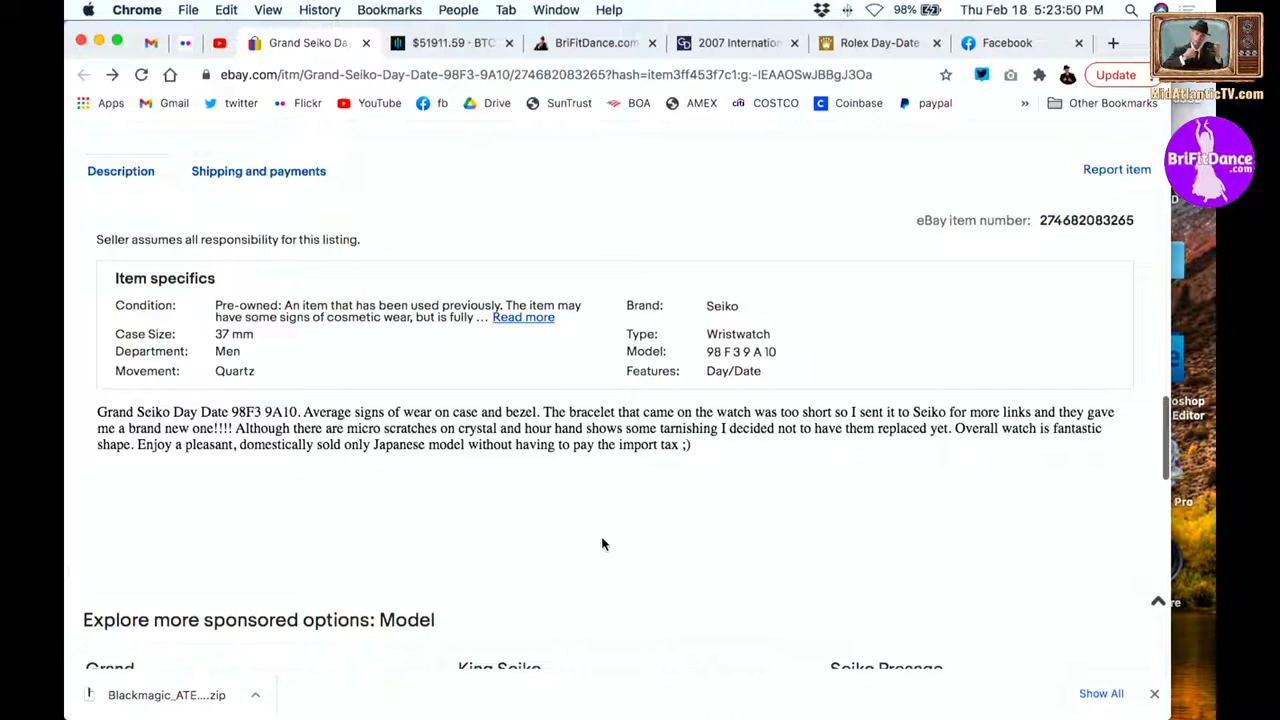 Chrome File Edit View History Bookmarks People Tab Window Help 98% Thu Feb 18 5:23:50 PM
Grand Seiko Da $51911.59 · BTC BriFitDance.com 2007 Internation Rolex Day-Date Facebook
ebay.com/itm/Grand-Seiko-Day-Date-98F3-9A10/274682083265?hash=item3ff453f7c1:g:-IEAAOSwJBBgJ3Oa Update
MidAtlanticTV.com
Apps Gmail twitter Flickr YouTube fb Drive SunTrust BOA AMEX COSTCO Coinbase paypal » Other Bookmarks
BriFitDance
.com
Description Shipping and payments Report item
eBay item number: 274682083265
Seller assumes all responsibility for this listing.
Item specifics
Condition: Pre-owned: An item that has been used previously. The item may Brand: Seiko
have some signs of cosmetic wear, but is fully ... Read more
Case Size: 37 mm Type: Wristwatch
Department: Men Model: 98 F 3 9 A 10
Movement: Quartz Features: Day/Date
Grand Seiko Day Date 98F3 9A10. Average signs of wear on case and bezel. The bracelet that came on the watch was too short so I sent it to Seiko for more links and they gave
me a brand new one!!!! Although there are micro scratches on crystal and hour hand shows some tarnishing I decided not to have them replaced yet. Overall watch is fantastic
shape. Enjoy a pleasant, domestically sold only Japanese model without having to pay the import tax ;)
Editor
Pro
Explore more sponsored options: Model
Grand King Seiko Seiko Presage
Blackmagic_ATE....zip Show All